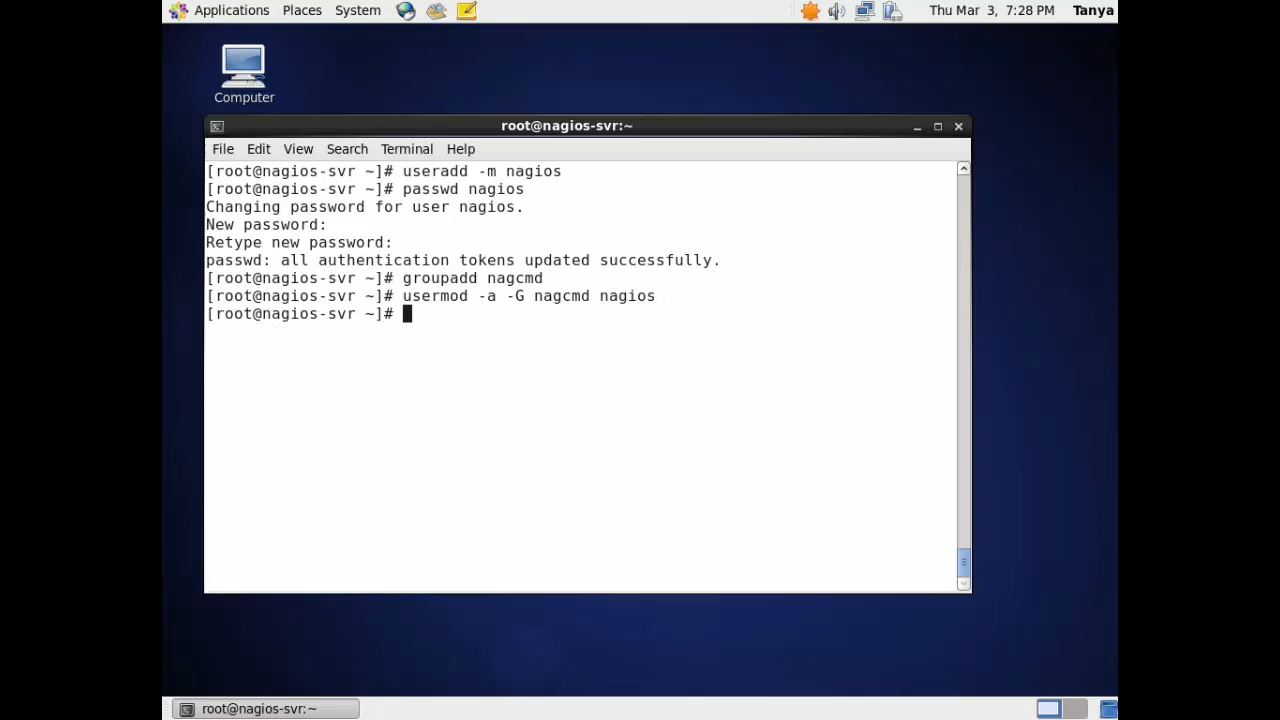 Applications Places System Thu Mar 3, 7:28 PM Tanya
Computer
root@nagios-svr:~
File Edit View Search Terminal Help
[root@nagios-svr ~]# useradd -m nagios
[root@nagios-svr ~]# passwd nagios
Changing password for user nagios.
New password:
Retype new password:
passwd: all authentication tokens updated successfully.
[root@nagios-svr ~]# groupadd nagcmd
[root@nagios-svr ~]# usermod -a -G nagcmd nagios
[root@nagios-svr ~]#
root@nagios-svr:~